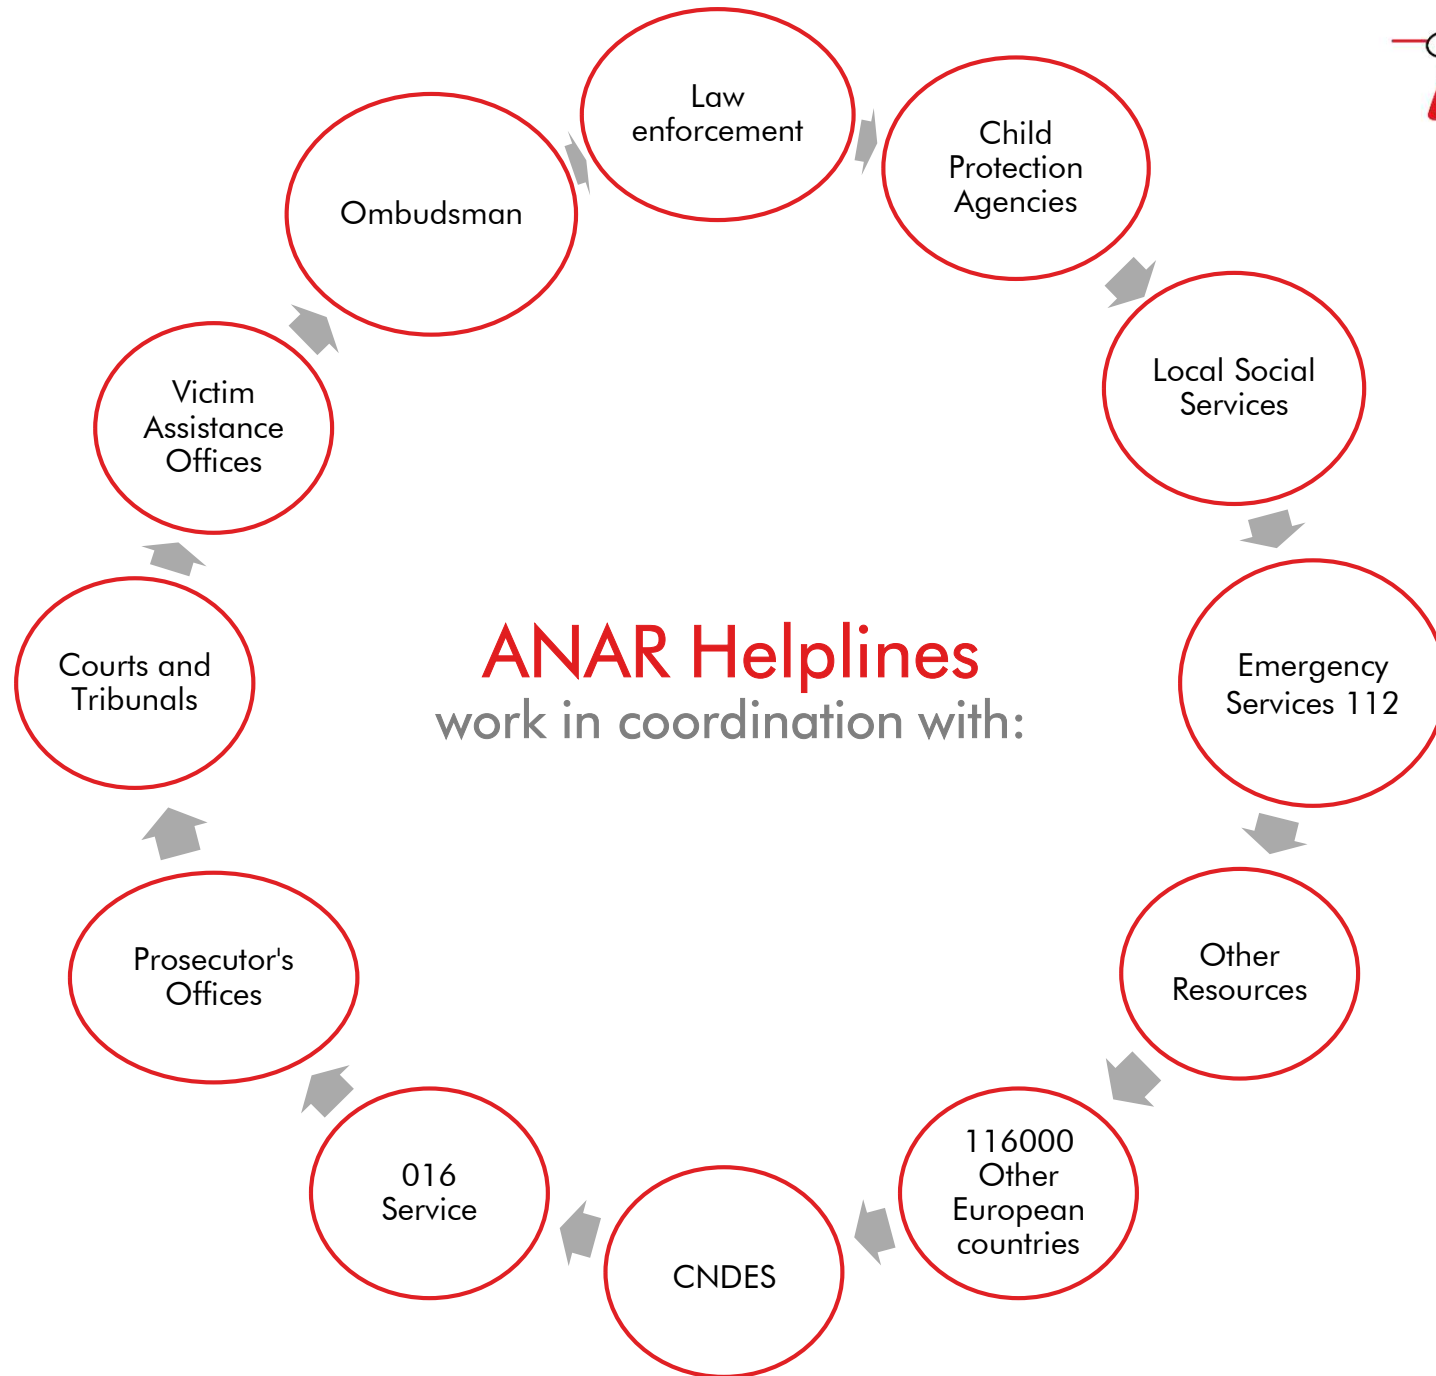 Law
enforcement
Child
Protection
Agencies
Local Social
Services
Emergency
Services 112
Other
Resources
116000
Other
European
countries
CNDES
016
Service
Prosecutor's
Offices
Courts and
Tribunals
Victim
Assistance
Offices
Ombudsman
ANAR Helplines
work in coordination with: